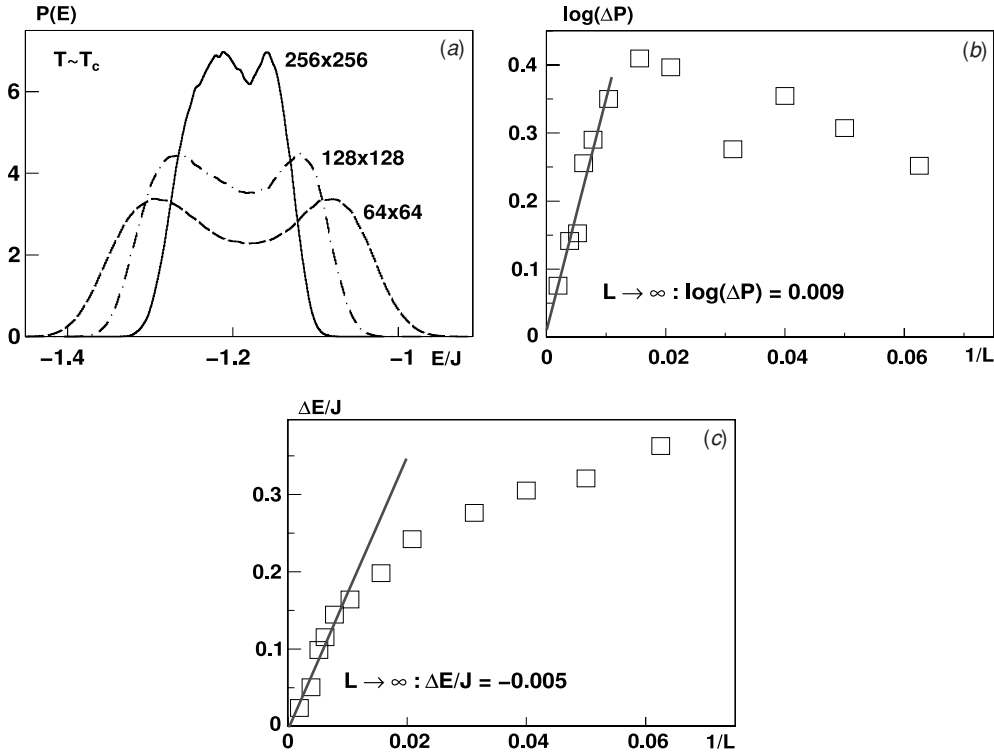 P(E)
(a)
T~Tc
256x256
128x128
64x64
6
4
2
0
−1.4
−1.2
−1
E/J
log(ΔP)
(b)
0.4
0.3
0.2
0.1
0
L → ∞ : log(ΔP) = 0.009
0
0.02
0.04
0.06
1/L
ΔE/J
(c)
0.3
0.2
0.1
0
L → ∞ : ΔE/J = −0.005
0
0.02
0.04
0.06
1/L